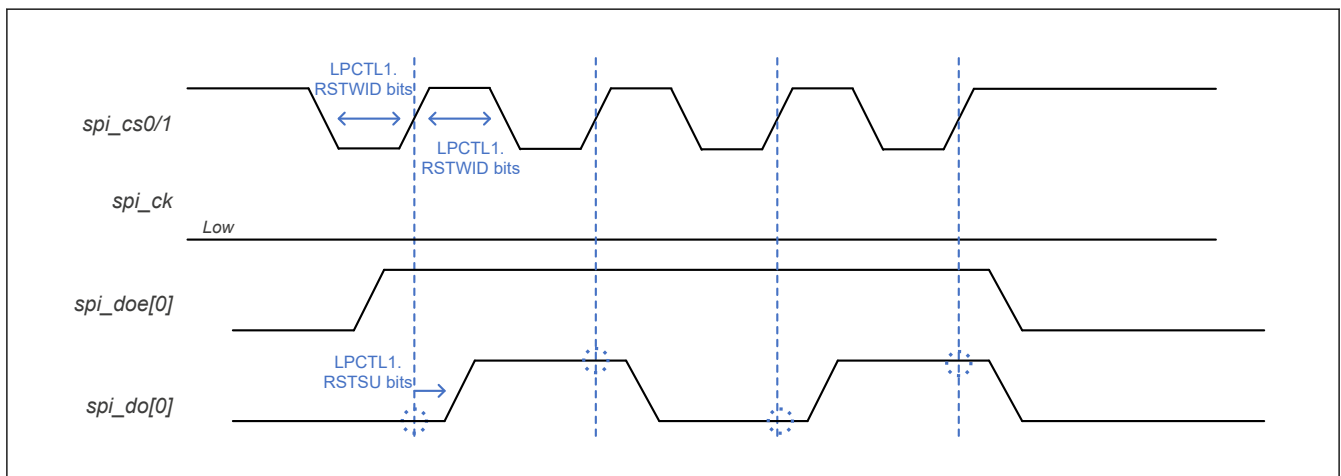 LPCTL1.
RSTWID bits
spi_cs0/1
LPCTL1.
RSTWID bits
spi_ck
Low
spi_doe[0]
LPCTL1.
RSTSU bits
spi_do[0]